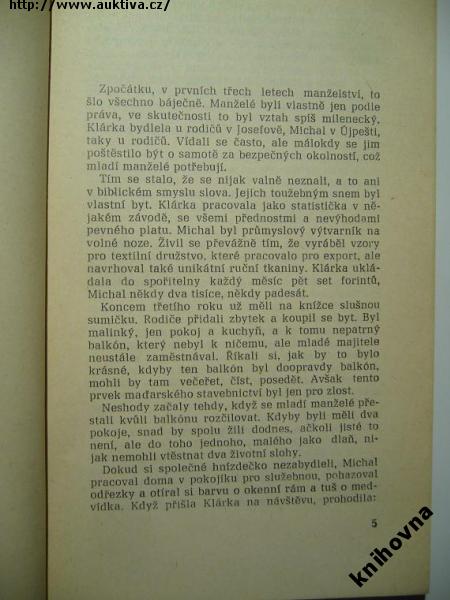 http://www.auktiva.cz/
Zpočátku, v prvních třech letech manželství, to
šlo všechno báječně. Manželé byli vlastně jen podle
práva, ve skutečnosti to byl vztah spíš milenecký.
Klárka bydlela u rodičů v Josefově, Michal v Újpešti,
taky u rodičů. Vídali se často, ale málokdy se jim
poštěstilo být o samotě za bezpečných okolností, což
mladí manželé potřebují.
Tím se stalo, že se nijak valně neznali, a to ani
v biblickém smyslu slova. Jejich toužebným snem byl
vlastní byt. Klárka pracovala jako statistička v ně-
jakém závodě, se všemi přednostmi a nevýhodami
pevného platu. Michal byl průmyslový výtvarník na
volné noze. Živil se převážně tím, že vyráběl vzory
pro textilní družstvo, které pracovalo pro export, ale
navrhoval také unikátní ruční tkaniny. Klárka uklá-
dala do spořitelny každý měsíc pět set forintů,
Michal někdy dva tisíce, někdy padesát.
Koncem třetího roku už měli na knížce slušnou
sumičku. Rodiče přidali zbytek a koupil se byt. Byl
malinký, jen pokoj a kuchyň, a k tomu nepatrný
balkón, který nebyl k ničemu, ale mladé majitele
neustále zaměstnával. Říkali si, jak by to bylo
krásné, kdyby ten balkón byl doopravdy balkón,
mohli by tam večeřet, číst, posedět. Avšak tento
prvek maďarského stavebnictví byl jen pro zlost.
Neshody začaly tehdy, když se mladí manželé pře-
stali kvůli balkónu rozčilovat. Kdyby byli měli dva
pokoje, snad by spolu žili dodnes, ačkoli jisté to
není, ale do toho jednoho, malého jako dlaň, ni-
jak nemohli vtěstnat dva životní slohy.
Dokud si společné hnízdečko nezabydleli, Michal
pracoval doma v pokojíku pro služebnou, pohazoval
odřezky a otíral si barvu o okenní rám a tuš o med-
vídka. Když přišla Klárka na návštěvu, prohodila:
5
knihovna